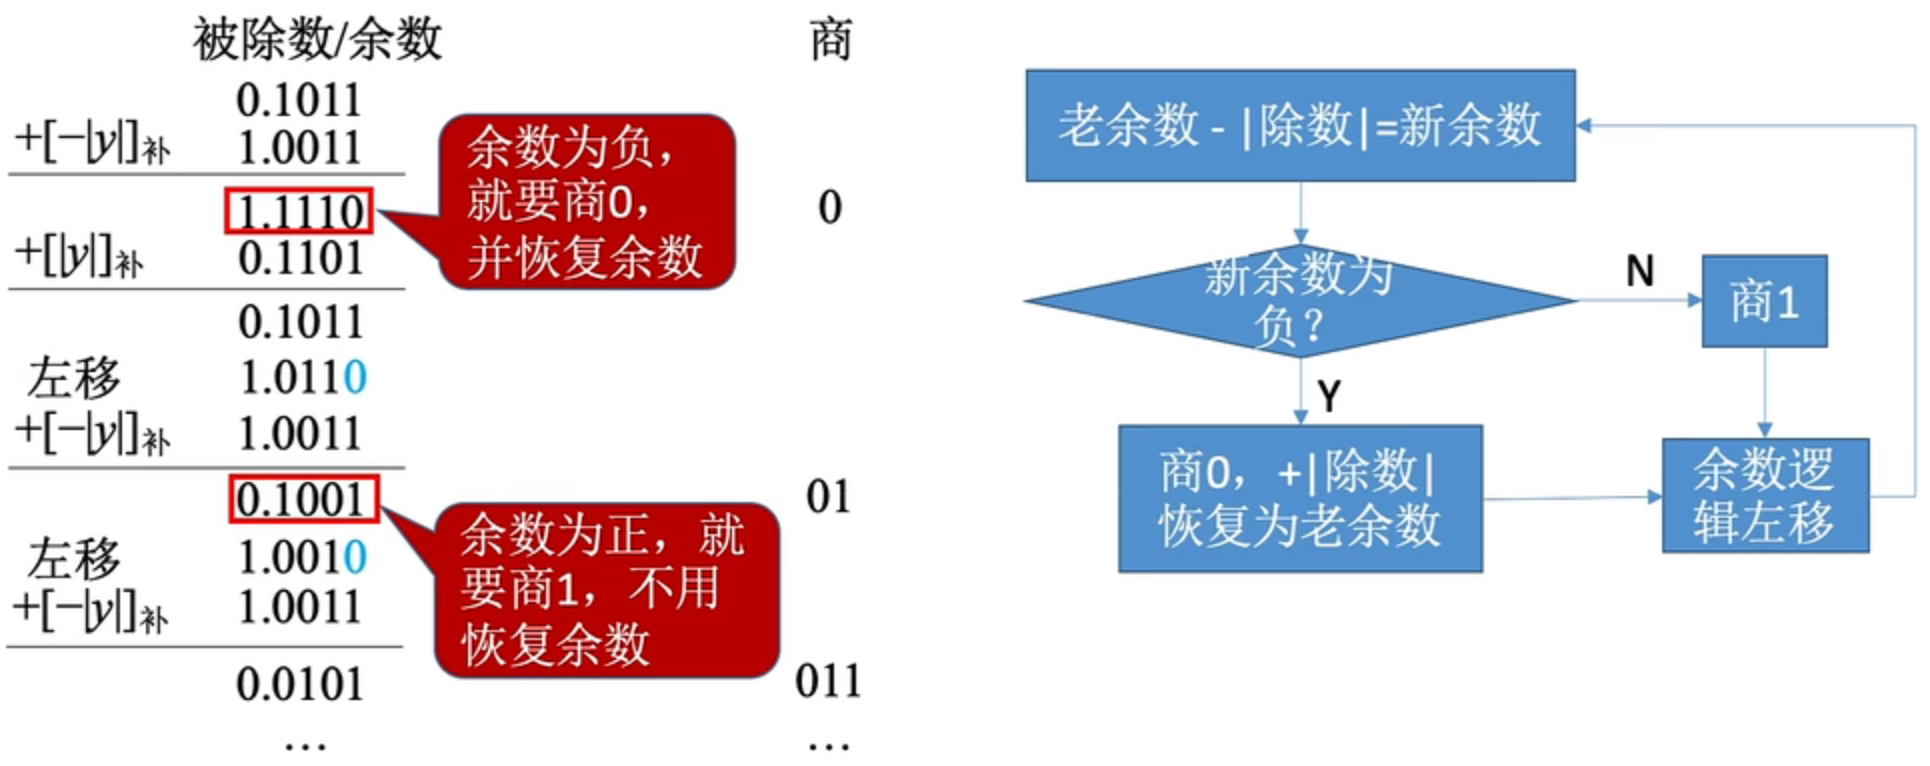 被除数/余数 商
0.1011
+[−|y|]补 1.0011
1.1110 0
+[|y|]补 0.1101
0.1011
左移 1.0110
+[−|y|]补 1.0011
0.1001 01
左移 1.0010
+[−|y|]补 1.0011
0.0101 011
... ...
余数为负,
就要商0,
并恢复余数
余数为正, 就
要商1, 不用
恢复余数
老余数 - |除数|=新余数
新余数为
负?
N
商1
Y
商0, +|除数|
恢复为老余数
余数逻
辑左移